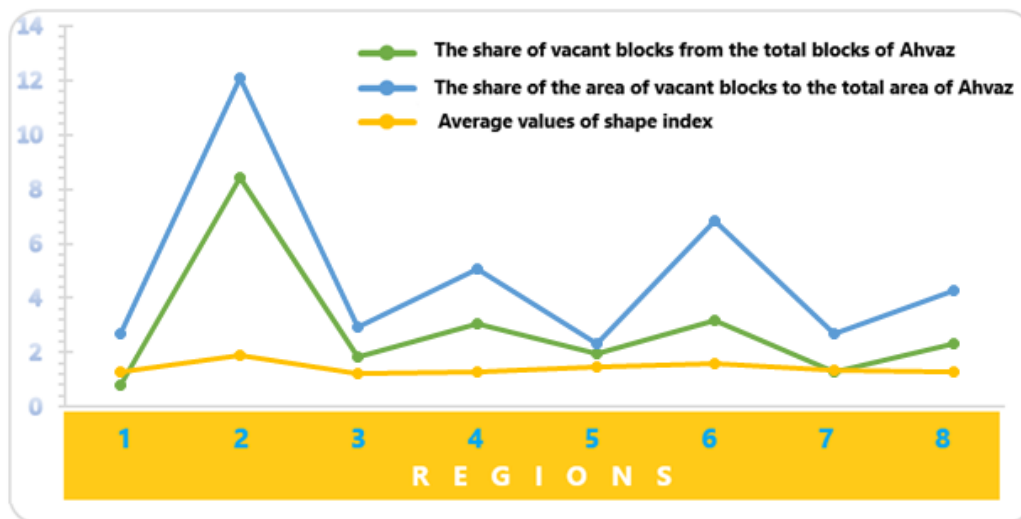 14
12
10
8
6
4
2
0
The share of vacant blocks from the total blocks of Ahvaz
The share of the area of vacant blocks to the total area of Ahvaz
Average values of shape index
1 2 3 4 5 6 7 8
REGIONS